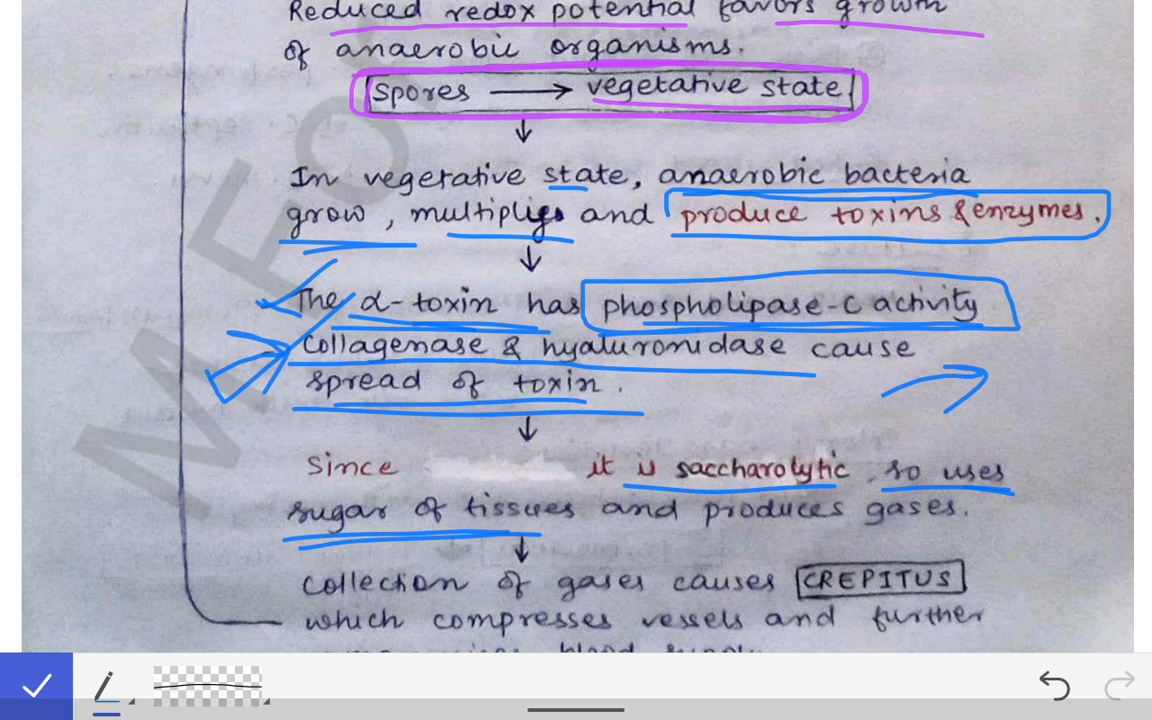 Reduced redox potential favors growth
of anaerobic organisms.
Spores → vegetative state
↓
In vegetative state, anaerobic bacteria
grow, multiplies and produce toxins & enzymes.
↓
The α-toxin has phospholipase-C activity
Collagenase & hyaluronidase cause
spread of toxin.
↓
Since it is saccharolytic, so uses
sugar of tissues and produces gases.
↓
Collection of gases causes CREPITUS
which compresses vessels and further
blood supply